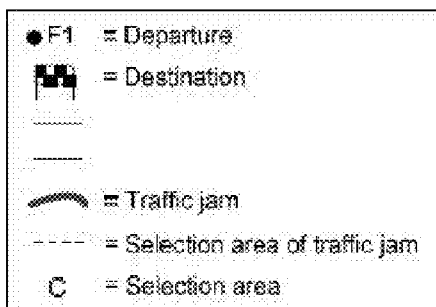 F1 = Departure
= Destination
= Traffic jam
= Selection area of traffic jam
C = Selection area